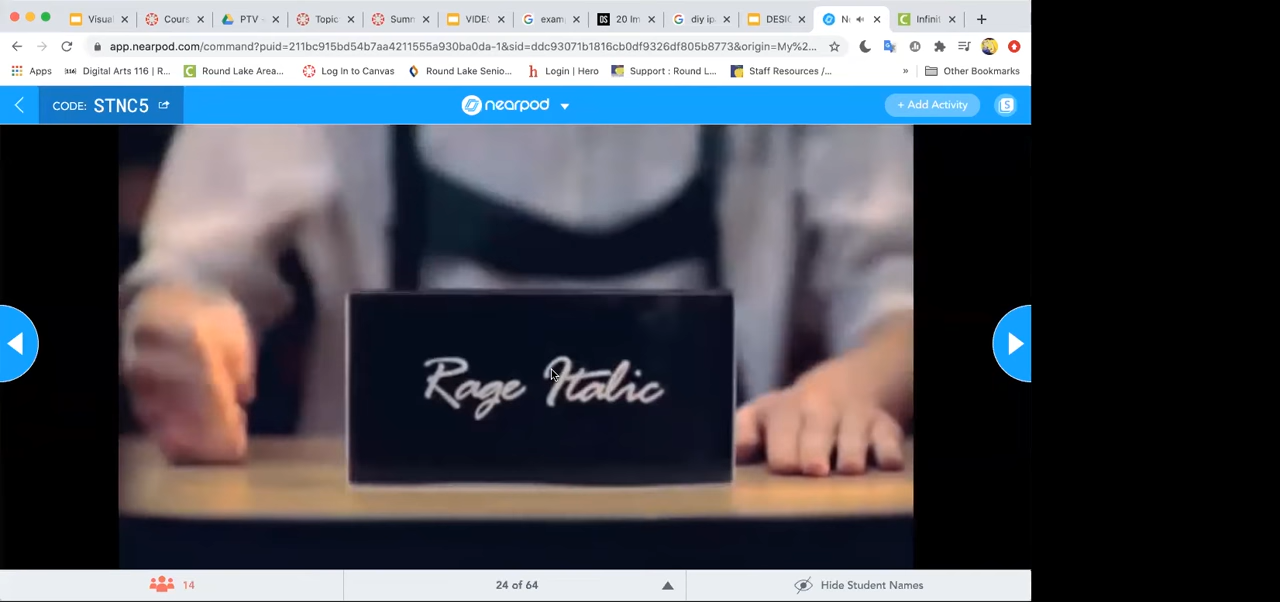 Visual
Cours
PTV -
Topic
Sumn
VIDEO
exam
20 Im
diy ip
DESIG
Ne
Infinit
app.nearpod.com/command?puid=211bc915bd54b7aa4211555a930ba0da-1&sid=ddc93071b1816cb0df9326df805b8773&origin=My%2...
Apps
Digital Arts 116 | R...
Round Lake Area...
Log In to Canvas
Round Lake Senio...
Login | Hero
Support : Round L...
Staff Resources /...
»
Other Bookmarks
CODE: STNC5
nearpod
+ Add Activity
S
Rage Italic
14
24 of 64
Hide Student Names